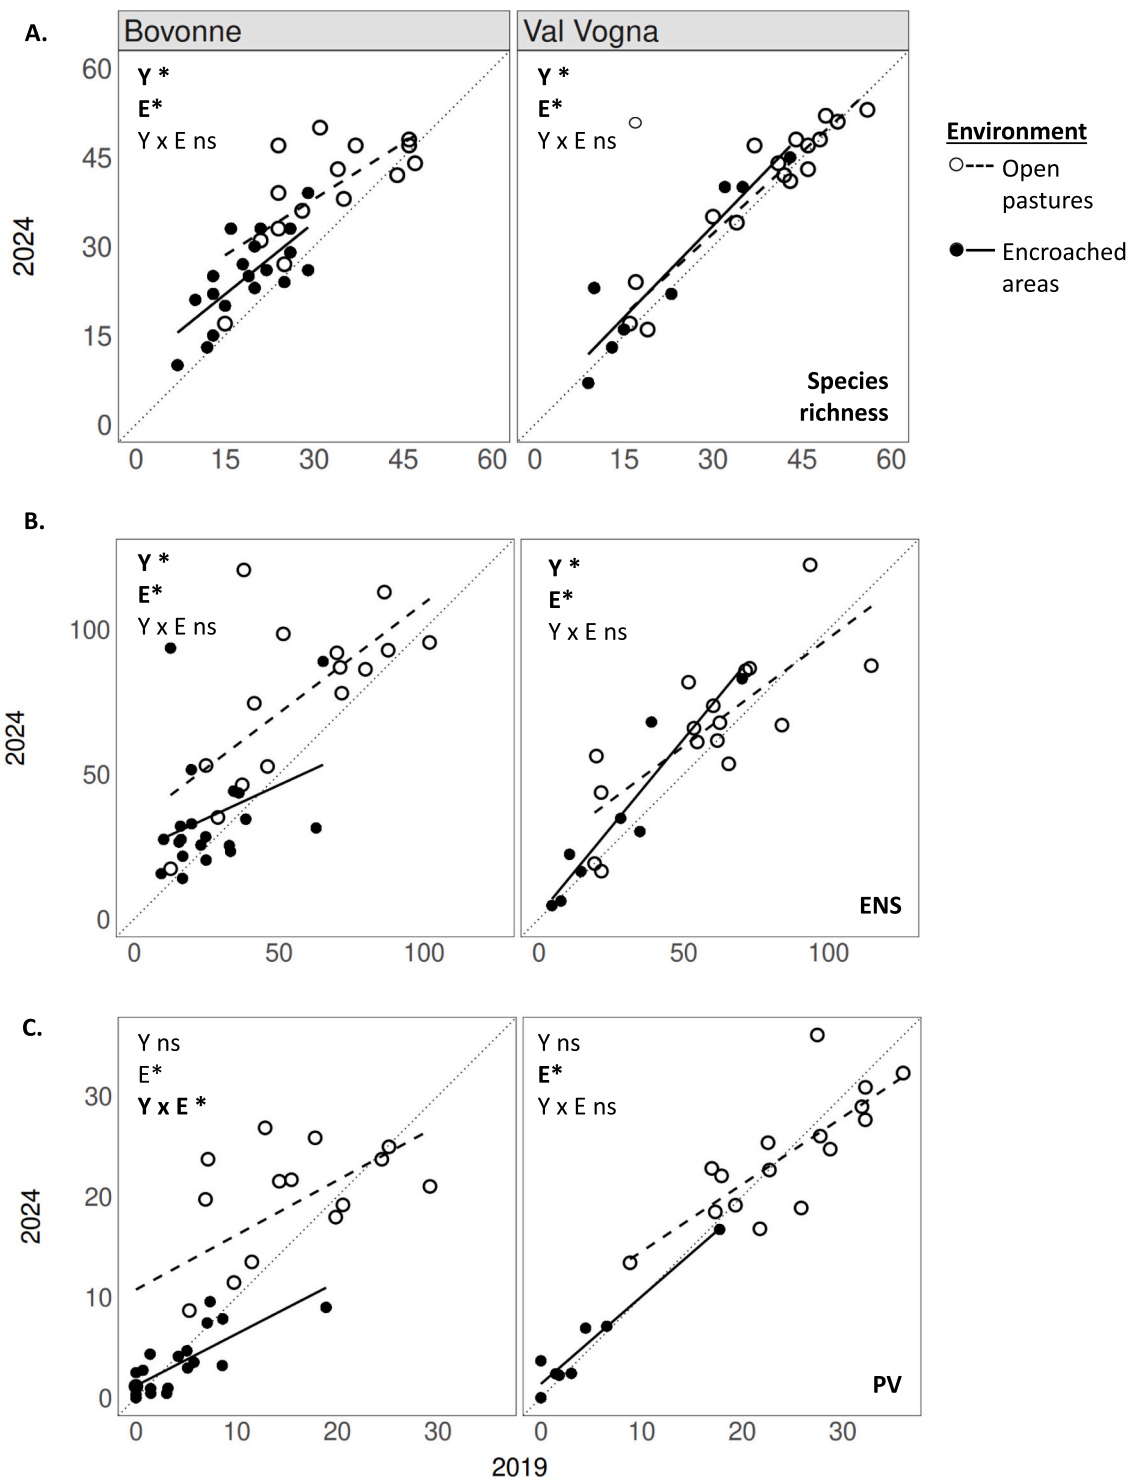 A.
Bovonne
Val Vogna
Y *
E*
Y x E ns
Y *
E*
Y x E ns
60
45
30
15
0
2024
Species
richness
0 15 30 45 60
0 15 30 45 60
Environment
Open
pastures
Encroached
areas
B.
Y *
E*
Y x E ns
Y *
E*
Y x E ns
100
50
0
2024
ENS
0 50 100
0 50 100
C.
Y ns
E*
Y x E *
Y ns
E*
Y x E ns
30
20
10
0
2024
PV
0 10 20 30
0 10 20 30
2019